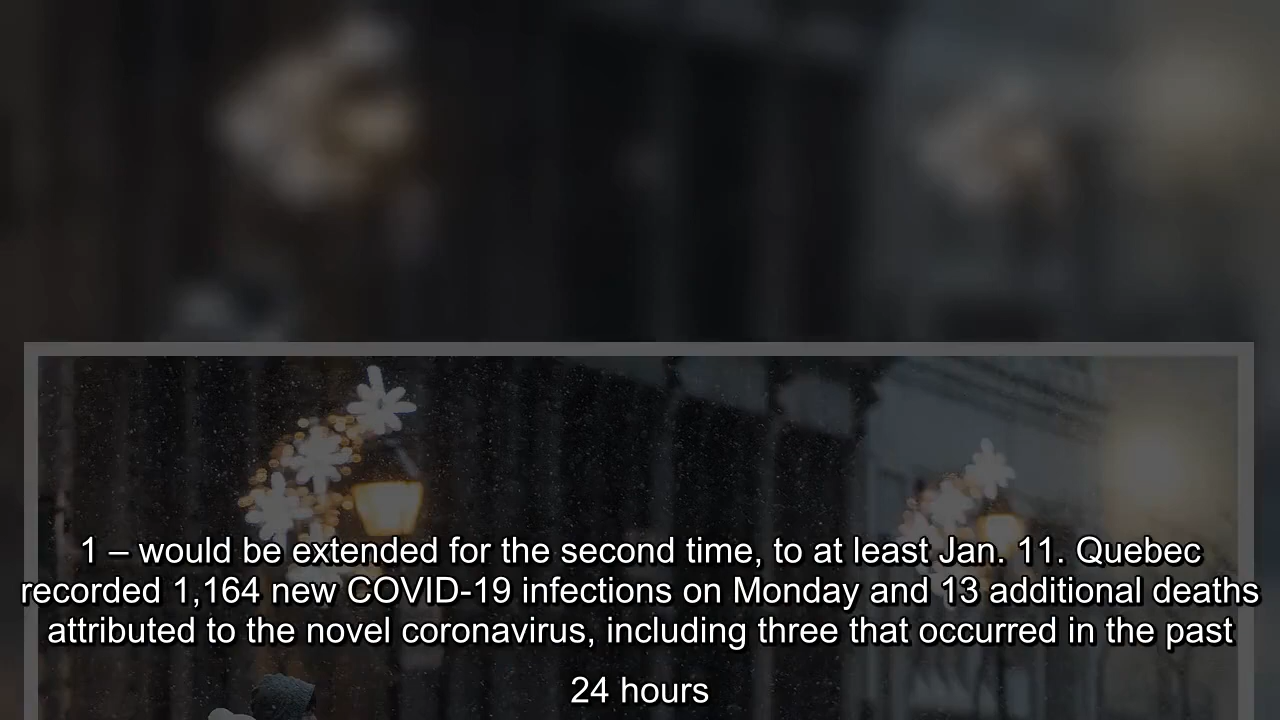 1 – would be extended for the second time, to at least Jan. 11. Quebec
recorded 1,164 new COVID-19 infections on Monday and 13 additional deaths
attributed to the novel coronavirus, including three that occurred in the past
24 hours